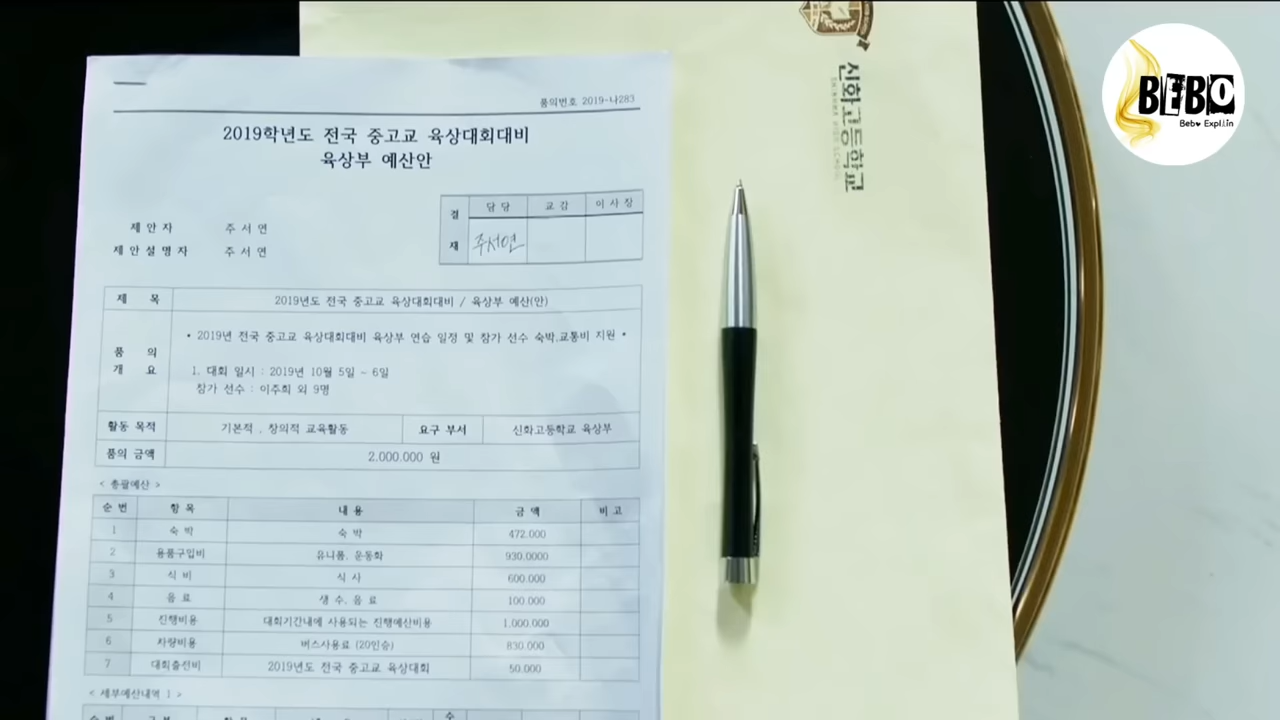 BEBO
Bebo Explain
신화고등학교
SHINHWA HIGH SCHOOL
품의번호 2019-나283
2019학년도 전국 중고교 육상대회대비
육상부 예산안
결재 담당 교감 이사장
주서연
제안자 주서연
제안설명자 주서연
제 목 2019년도 전국 중고교 육상대회대비 / 육상부 예산(안)
품의개요 • 2019년 전국 중고교 육상대회대비 육상부 연습 일정 및 참가 선수 숙박,교통비 지원 •
1. 대회 일시 : 2019년 10월 5일 ~ 6일
참가 선수 : 이주희 외 9명
활동 목적 기본적 . 창의적 교육활동 요구 부서 신화고등학교 육상부
품의 금액 2.000.000 원
< 총괄예산 >
순 번 항 목 내 용 금 액 비 고
1 숙 박 숙 박 472.000
2 용품구입비 유니폼, 운동화 930.0000
3 식 비 식 사 600.000
4 음 료 생 수, 음 료 100.000
5 진행비용 대회기간내에 사용되는 진행예산비용 1.000.000
6 차량비용 버스사용료 (20인승) 830.000
7 대회출전비 2019년도 전국 중고교 육상대회 50.000
< 세부예산내역 1 >